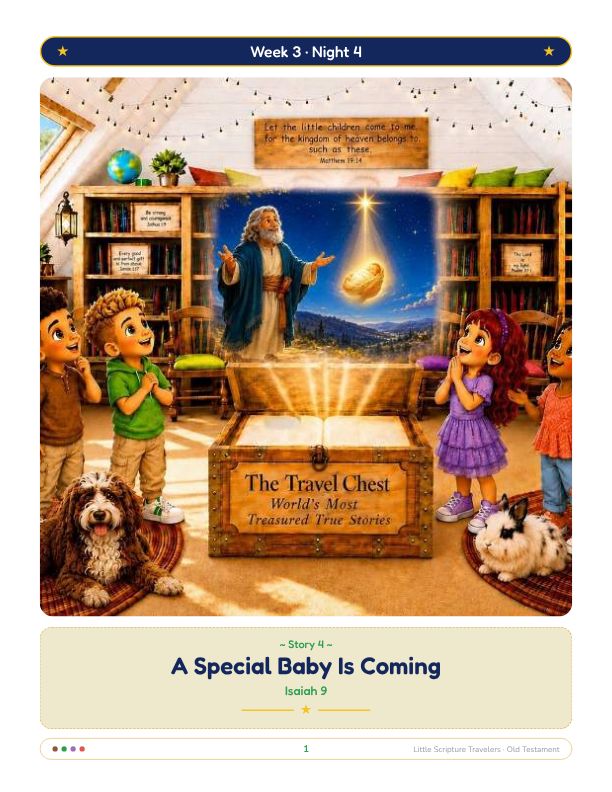 Week 3 · Night 4
Let the little children come to me,
for the kingdom of heaven belongs to
such as these.
Matthew 19:14
Be strong
and courageous
Joshua 1:9
Every good
and perfect gift
is from above
James 1:17
The Lord
is
my light
Psalm 27:1
The Travel Chest
World's Most
Treasured True Stories
~ Story 4 ~
A Special Baby Is Coming
Isaiah 9
1
Little Scripture Travelers · Old Testament